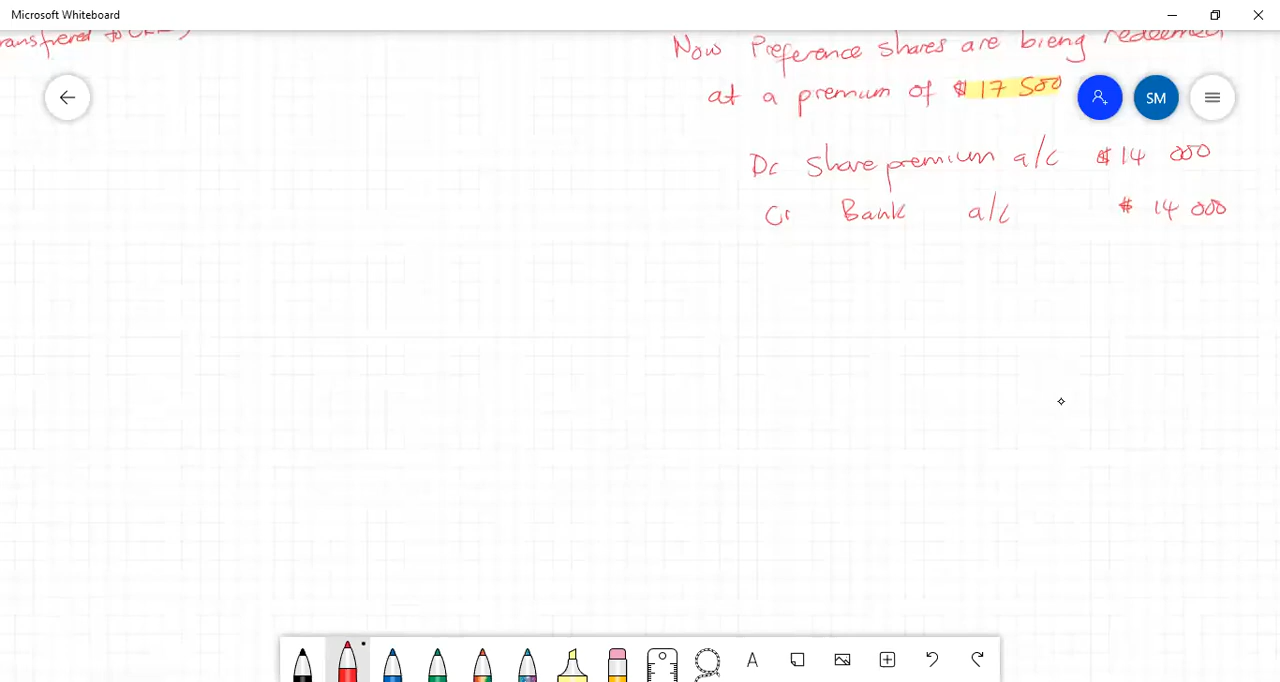 Microsoft Whiteboard
Now Preference shares are bieng redeemed
at a premium of $ 17 500
SM
Dr Share premium a/c $ 14 000
Cr Bank a/c $ 14 000
A